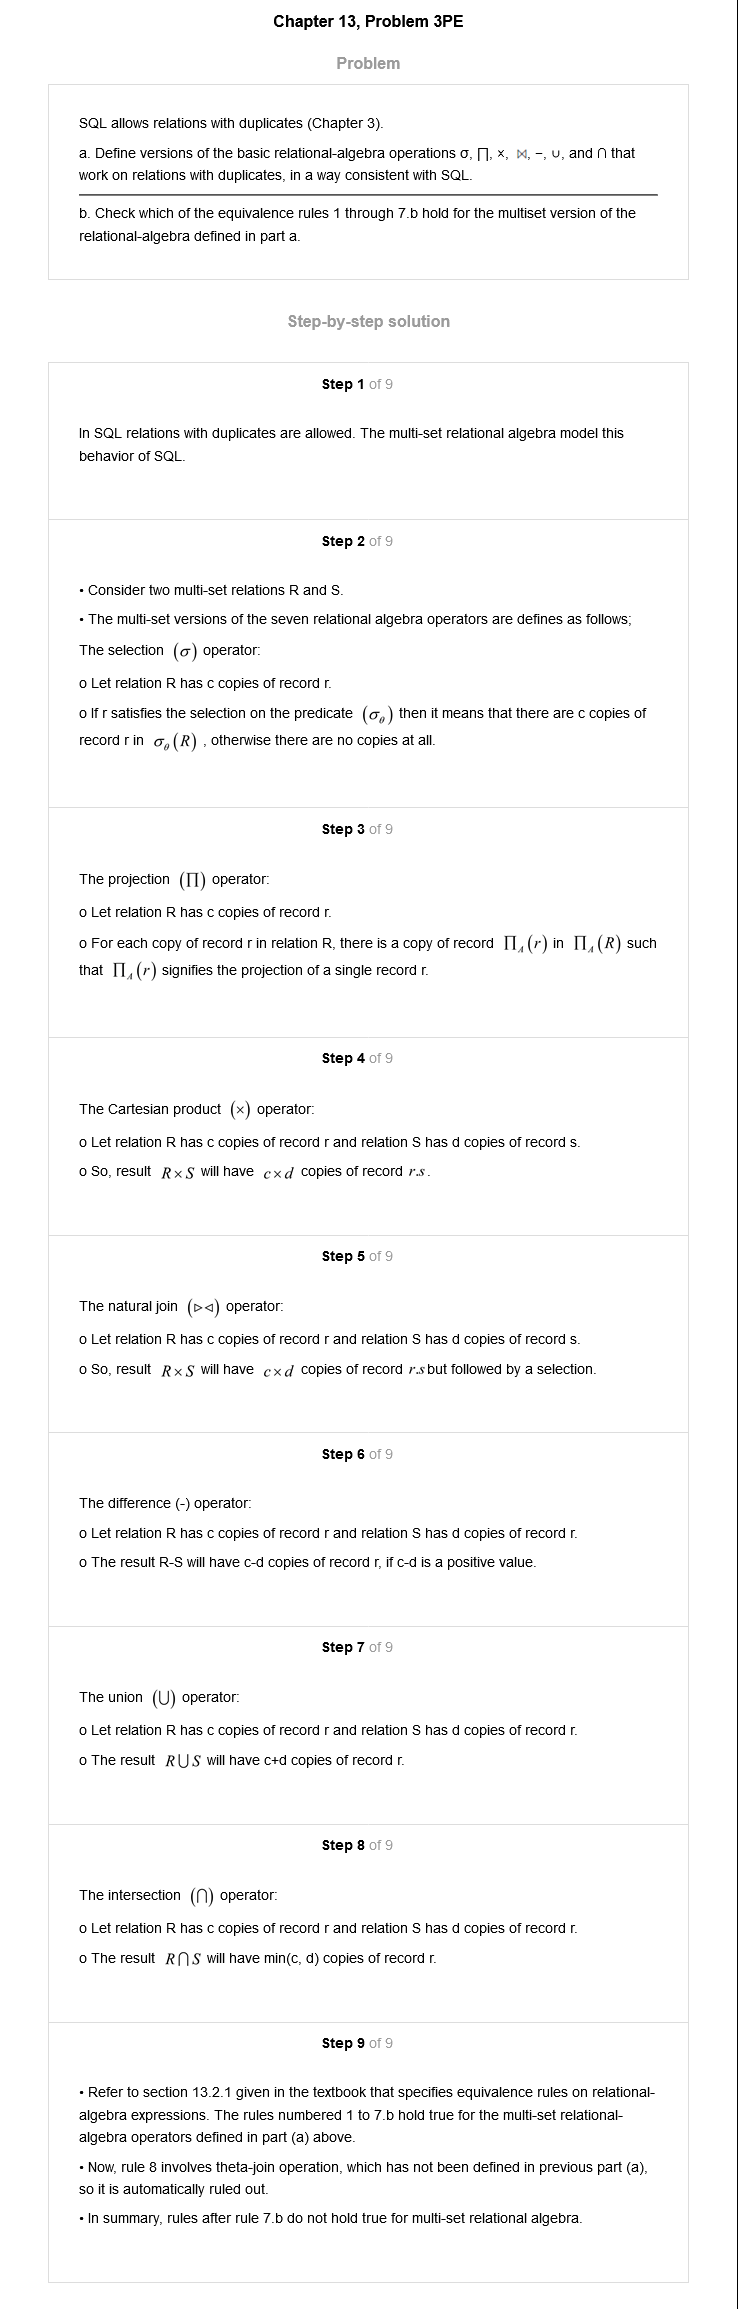 Chapter 13, Problem 3PE
Problem
SQL allows relations with duplicates (Chapter 3).
a. Define versions of the basic relational-algebra operations σ, ∏, ×, ⋈, −, ∪, and ∩ that
work on relations with duplicates, in a way consistent with SQL.
b. Check which of the equivalence rules 1 through 7.b hold for the multiset version of the
relational-algebra defined in part a.
Step-by-step solution
Step 1 of 9
In SQL relations with duplicates are allowed. The multi-set relational algebra model this
behavior of SQL.
Step 2 of 9
• Consider two multi-set relations R and S.
• The multi-set versions of the seven relational algebra operators are defines as follows;
The selection (σ) operator:
o Let relation R has c copies of record r.
o If r satisfies the selection on the predicate (σ_θ) then it means that there are c copies of
record r in σ_θ(R) , otherwise there are no copies at all.
Step 3 of 9
The projection (Π) operator:
o Let relation R has c copies of record r.
o For each copy of record r in relation R, there is a copy of record Π_A(r) in Π_A(R) such
that Π_A(r) signifies the projection of a single record r.
Step 4 of 9
The Cartesian product (×) operator:
o Let relation R has c copies of record r and relation S has d copies of record s.
o So, result R×S will have c×d copies of record r.s.
Step 5 of 9
The natural join (▷◁) operator:
o Let relation R has c copies of record r and relation S has d copies of record s.
o So, result R×S will have c×d copies of record r.s but followed by a selection.
Step 6 of 9
The difference (-) operator:
o Let relation R has c copies of record r and relation S has d copies of record r.
o The result R-S will have c-d copies of record r, if c-d is a positive value.
Step 7 of 9
The union (∪) operator:
o Let relation R has c copies of record r and relation S has d copies of record r.
o The result R∪S will have c+d copies of record r.
Step 8 of 9
The intersection (∩) operator:
o Let relation R has c copies of record r and relation S has d copies of record r.
o The result R∩S will have min(c, d) copies of record r.
Step 9 of 9
• Refer to section 13.2.1 given in the textbook that specifies equivalence rules on relational-
algebra expressions. The rules numbered 1 to 7.b hold true for the multi-set relational-
algebra operators defined in part (a) above.
• Now, rule 8 involves theta-join operation, which has not been defined in previous part (a),
so it is automatically ruled out.
• In summary, rules after rule 7.b do not hold true for multi-set relational algebra.